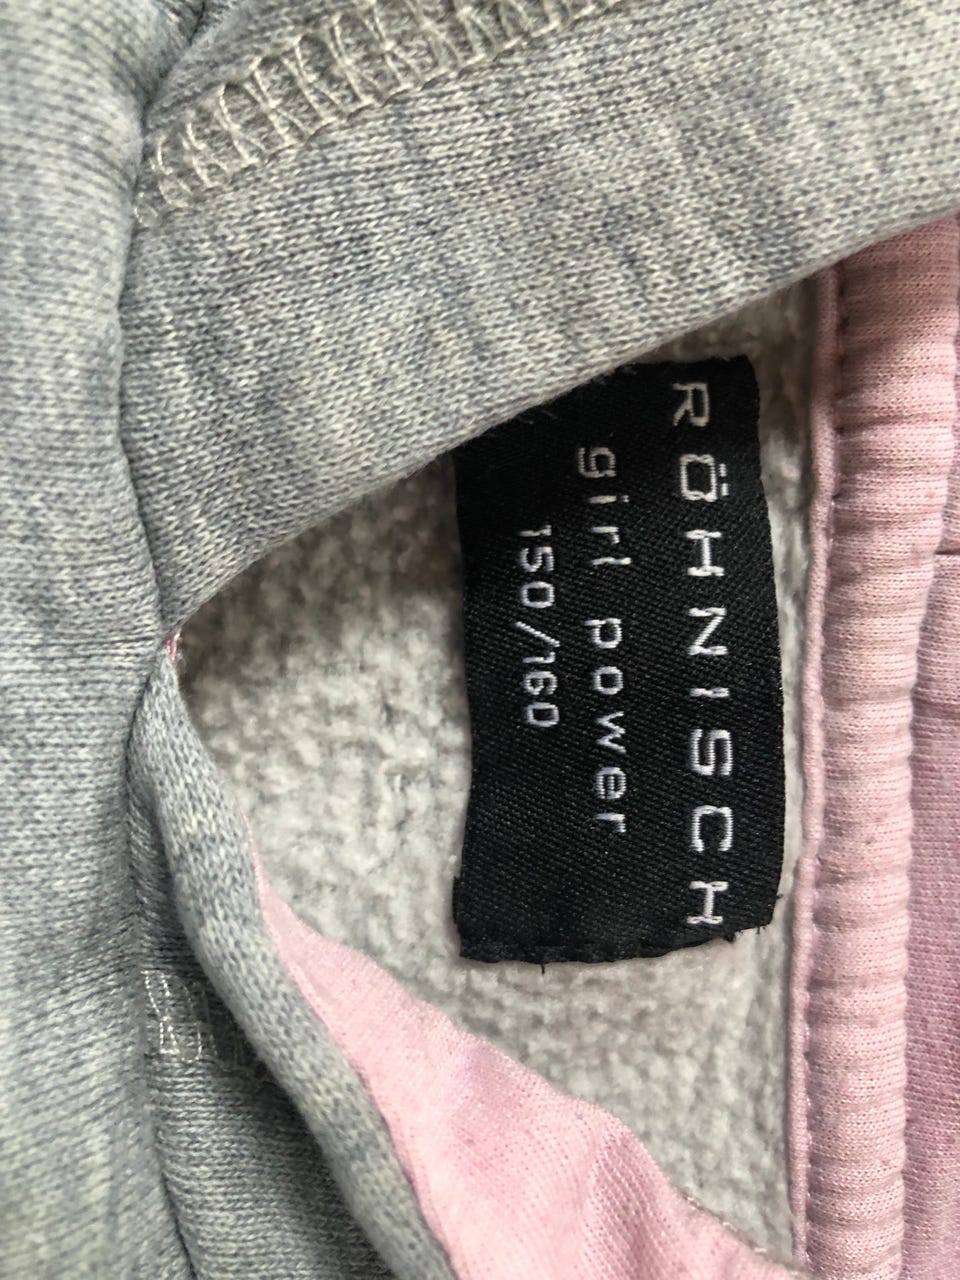 RÖHNISCH
girl power
150/160